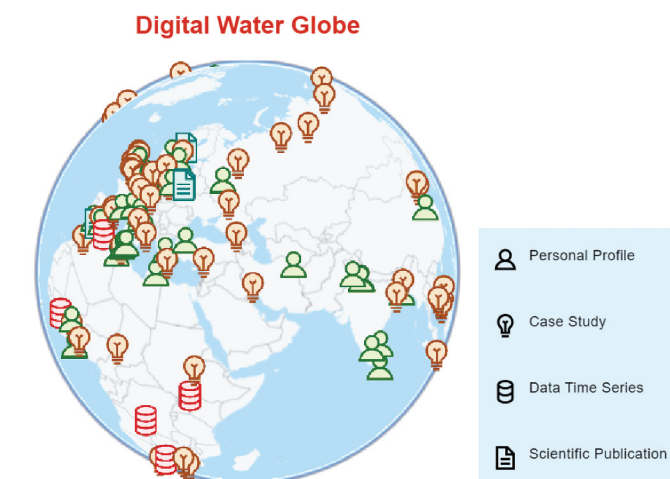 Digital Water Globe
Personal Profile
Case Study
Data Time Series
Scientific Publication